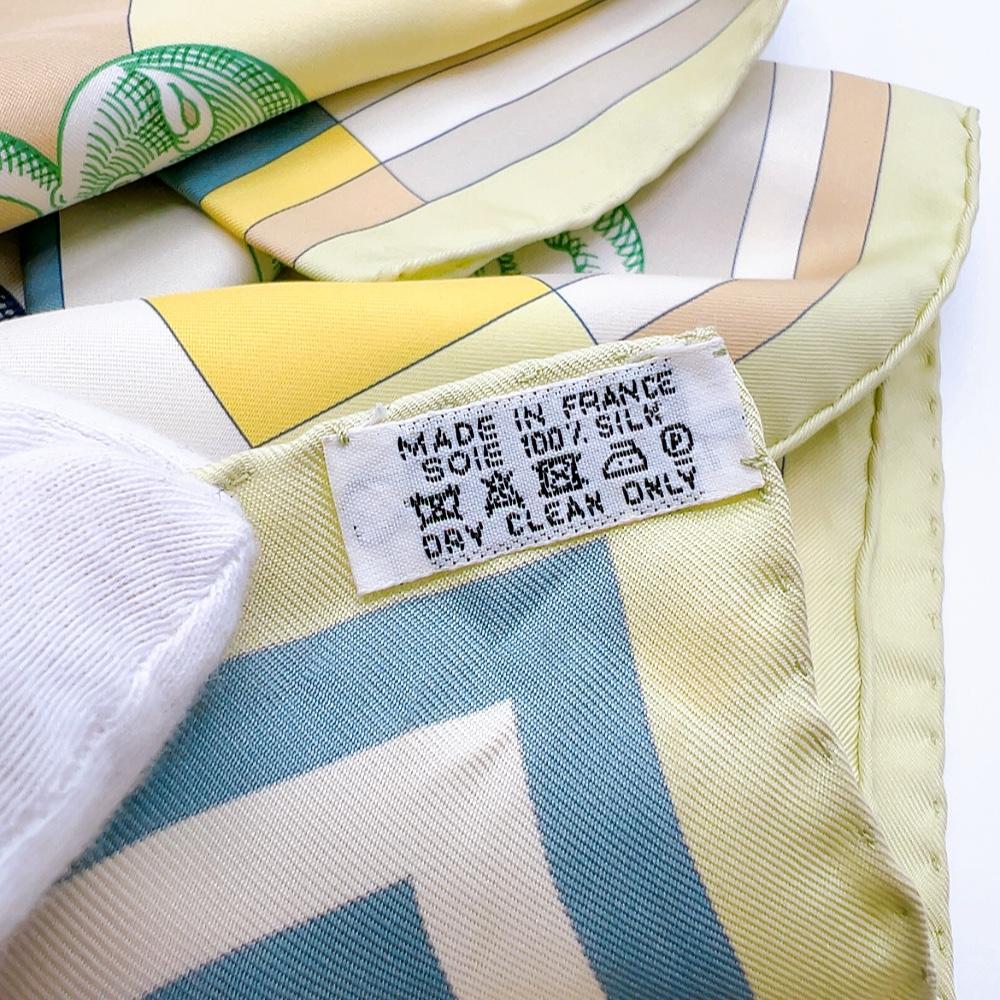 MADE IN FRANCE
SOIE 100% SILK
P
DRY CLEAN ONLY